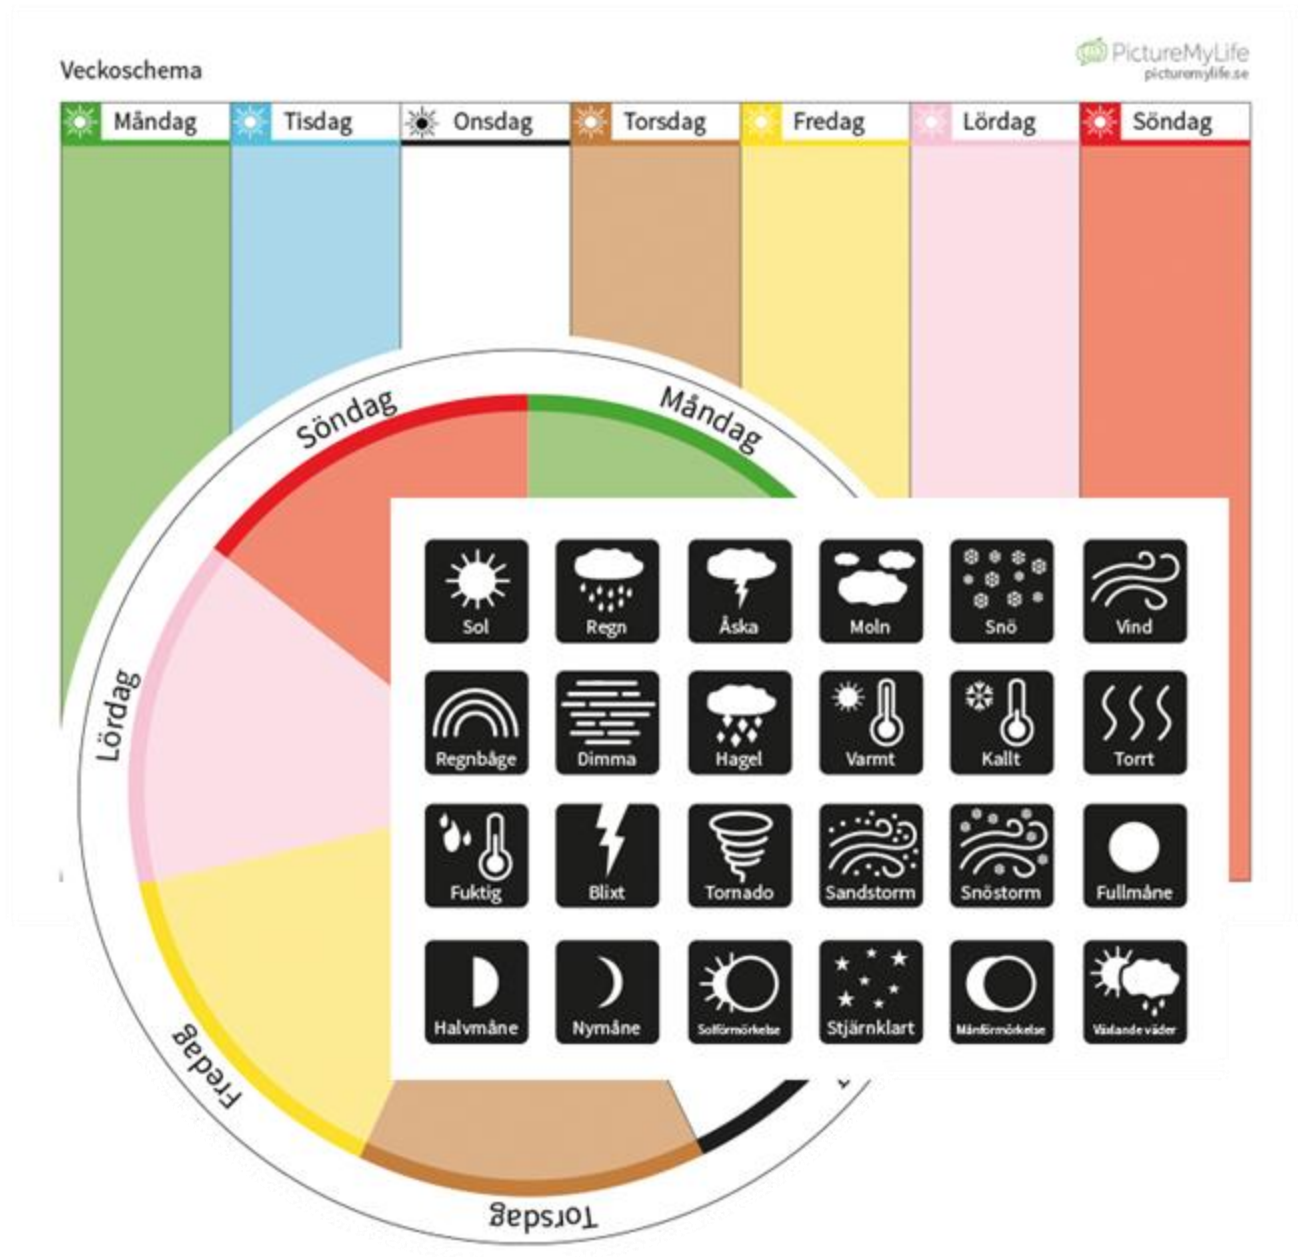 PictureMyLife
picturemylife.se
Veckoschema
Måndag Tisdag Onsdag Torsdag Fredag Lördag Söndag
Söndag
Måndag
Lördag
Fredag
Torsdag
Sol Regn Åska Moln Snö Vind
Regnbåge Dimma Hagel Varmt Kallt Torrt
Fuktig Blixt Tornado Sandstorm Snöstorm Fullmåne
Halvmåne Nymåne Solförmörkelse Stjärnklart Månförmörkelse Växlande väder